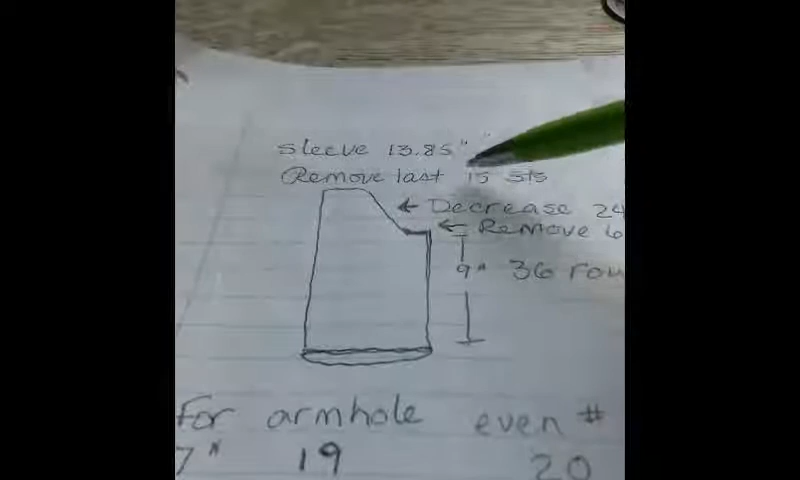 Sleeve 13.85"
Remove last 15 sts
← Decrease 24
← Remove 6
9" 36 rou
For armhole even #
7" 19 20